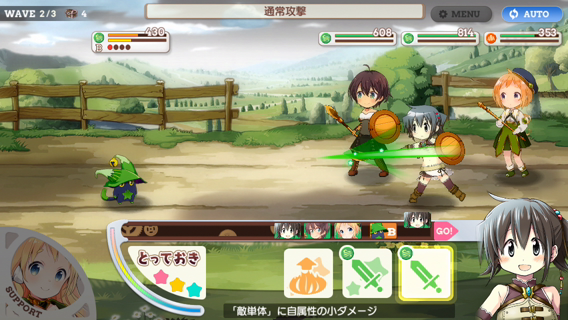 WAVE 2/3 4
通常攻撃
MENU
AUTO
430
B
608
814
353
B
GO!
とっておき
SUPPORT
「敵単体」に自属性の小ダメージ